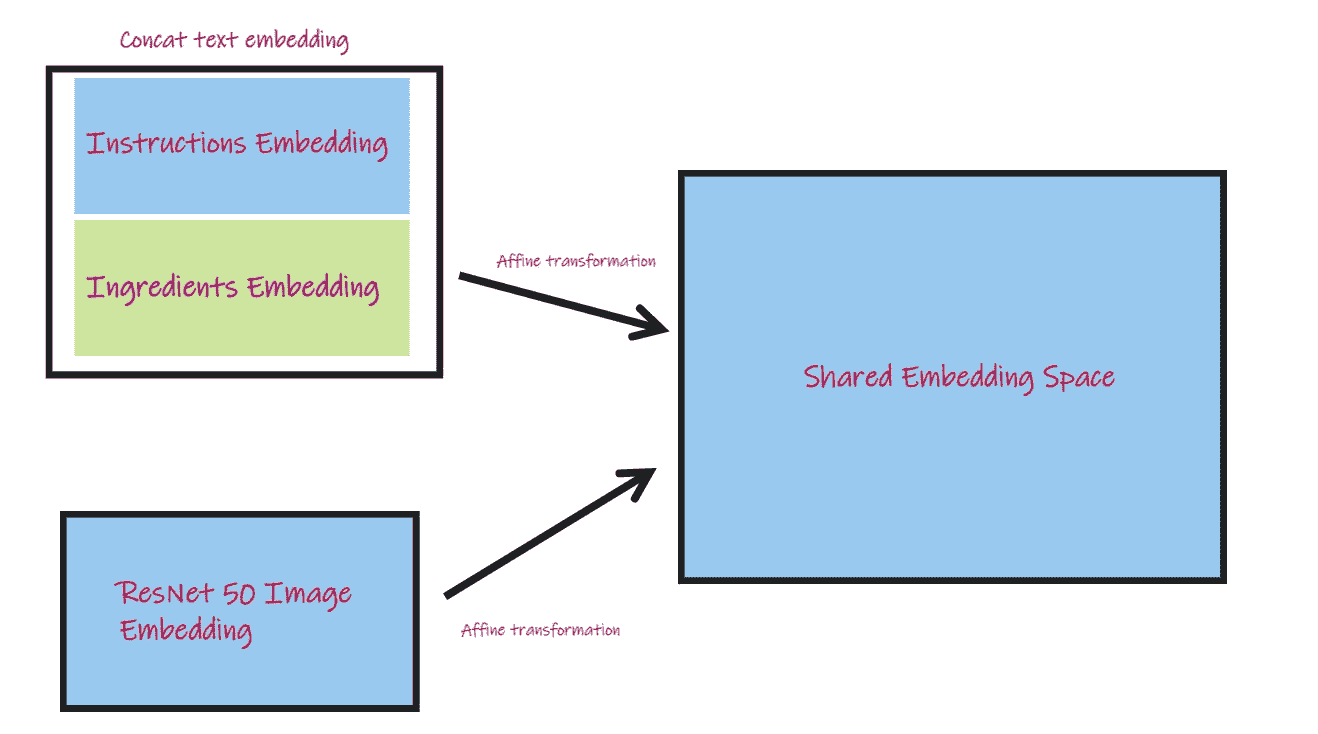 Concat text embedding
Instructions Embedding
Ingredients Embedding
Affine transformation
Shared Embedding Space
ResNet 50 Image
Embedding
Affine transformation